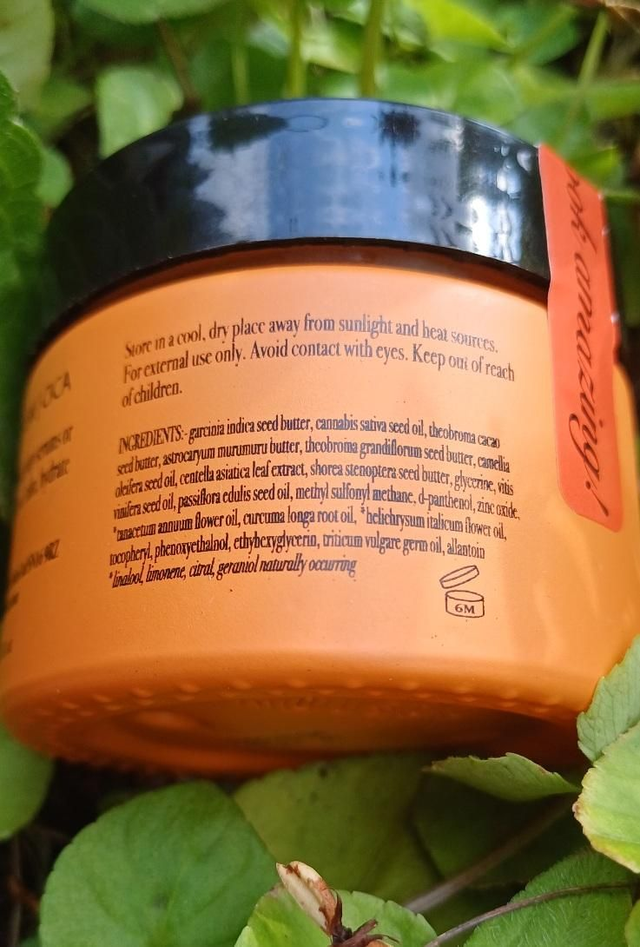 Store in a cool, dry place away from sunlight and heat sources.
For external use only. Avoid contact with eyes. Keep out of reach
of children.
INGREDIENTS:- garcinia indica seed butter, cannabis sativa seed oil, theobroma cacao
seed butter, astrocaryum murumuru butter, theobroma grandiflorum seed butter, camellia
oleifera seed oil, centella asiatica leaf extract, shorea stenoptera seed butter, glyceine, vitis
vinifera seed oil, passiflora edulis seed oil, methyl sulfonyl methane, d-panthenol, zinc oxide,
*tanacetum annuum flower oil, curcuma longa root oil, *helichrysum italicum flower oil,
tocopheryl, phenoxyethalnol, ethyhexyglycerin, triticum vulgare germ oil, allantoin
*linalool, limonene, citral, geraniol naturally occurring
6M
CICA
amazing!